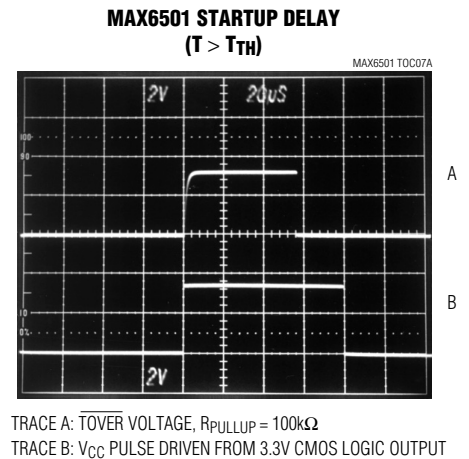 MAX6501 STARTUP DELAY
(T > TTH)
MAX6501 TOC07A
2V 20µS
100
90
A
B
10
0%
2V
TRACE A: TOVER VOLTAGE, RPULLUP = 100kΩ
TRACE B: VCC PULSE DRIVEN FROM 3.3V CMOS LOGIC OUTPUT